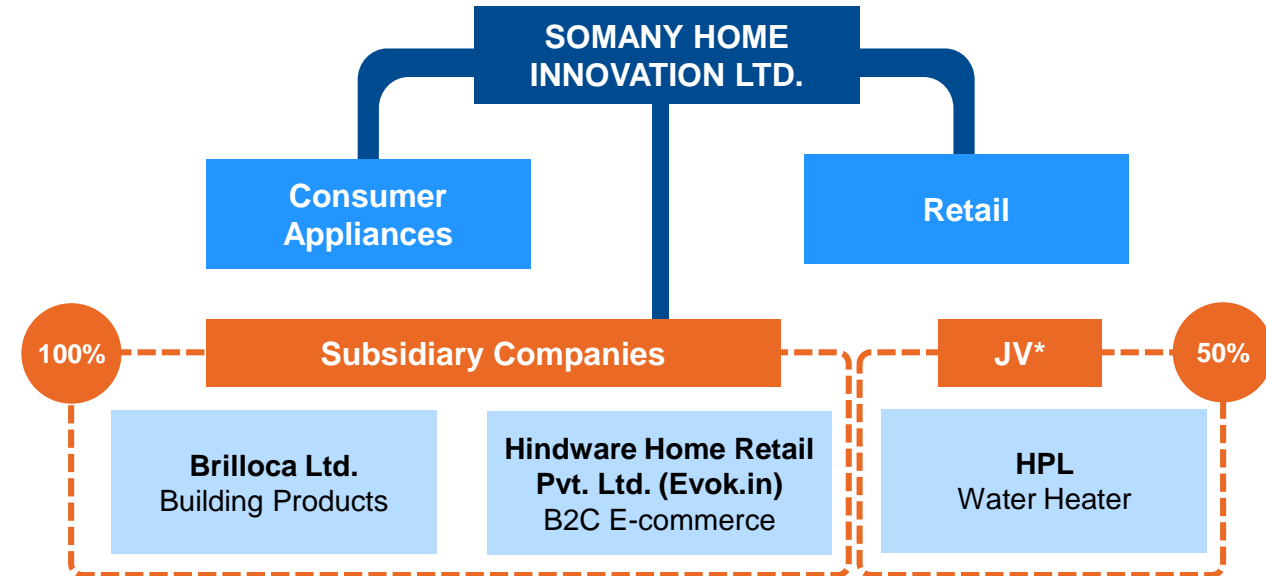 SOMANY HOME
INNOVATION LTD.
Consumer
Appliances
Retail
100%
Subsidiary Companies
JV*
50%
Brilloca Ltd.
Building Products
Hindware Home Retail
Pvt. Ltd. (Evok.in)
B2C E-commerce
HPL
Water Heater